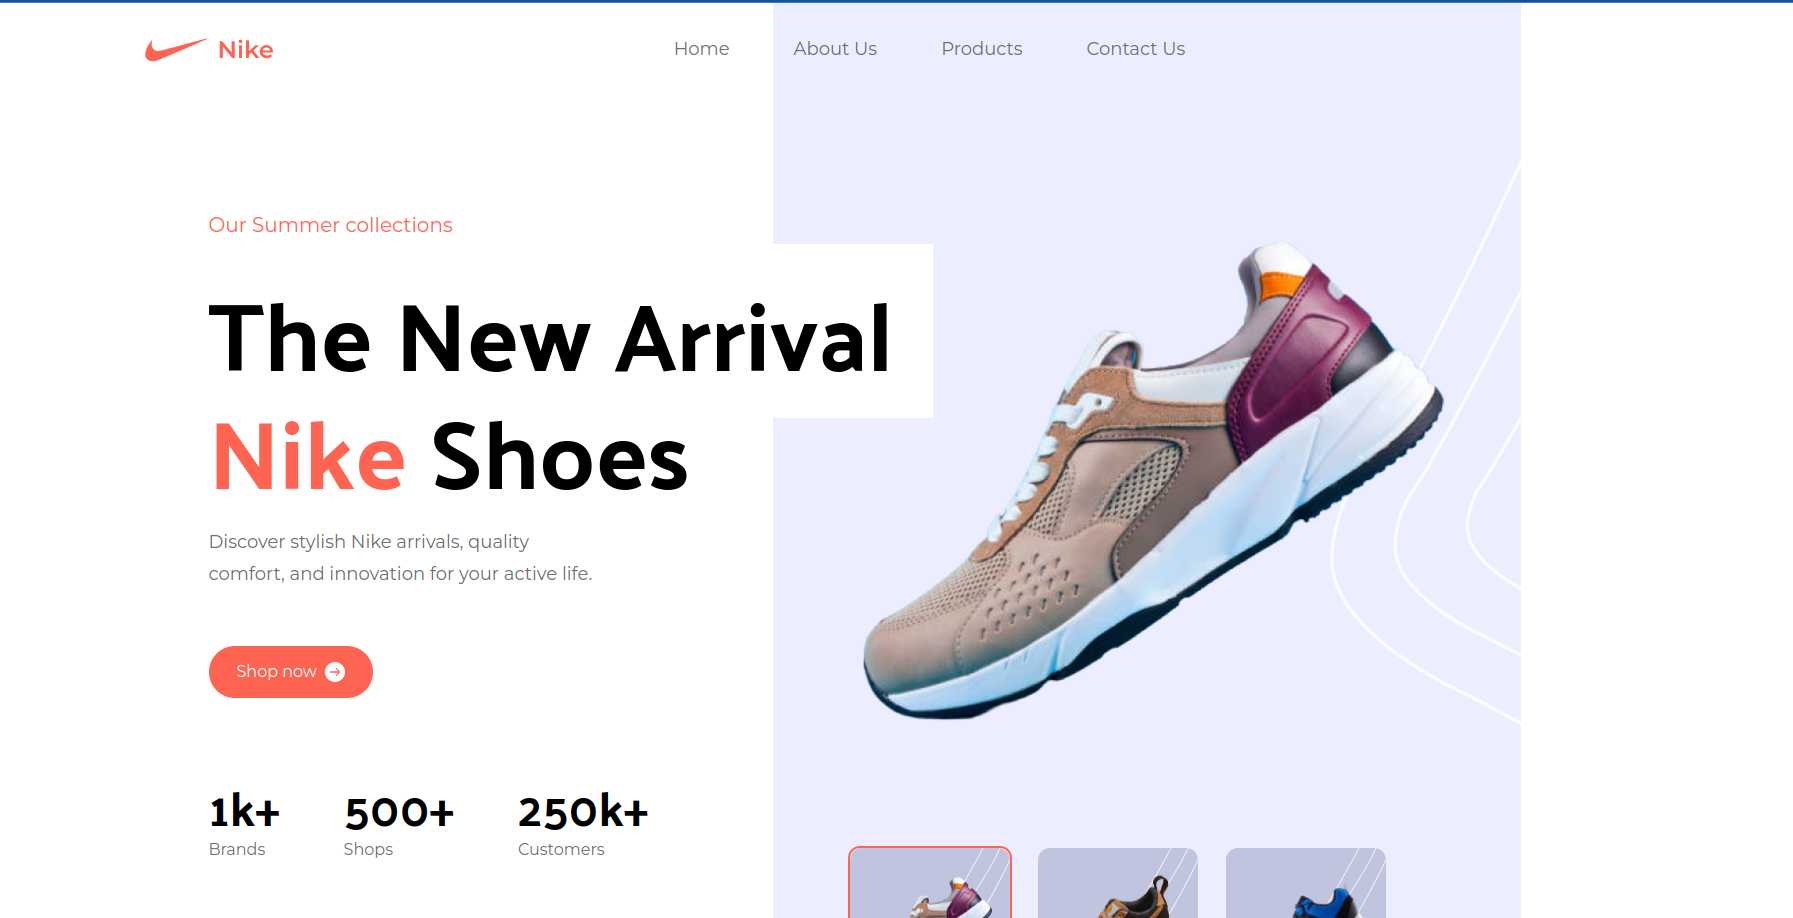 Nike
Home About Us Products Contact Us
Our Summer collections
The New Arrival
Nike Shoes
Discover stylish Nike arrivals, quality
comfort, and innovation for your active life.
Shop now
1k+ 500+ 250k+
Brands Shops Customers